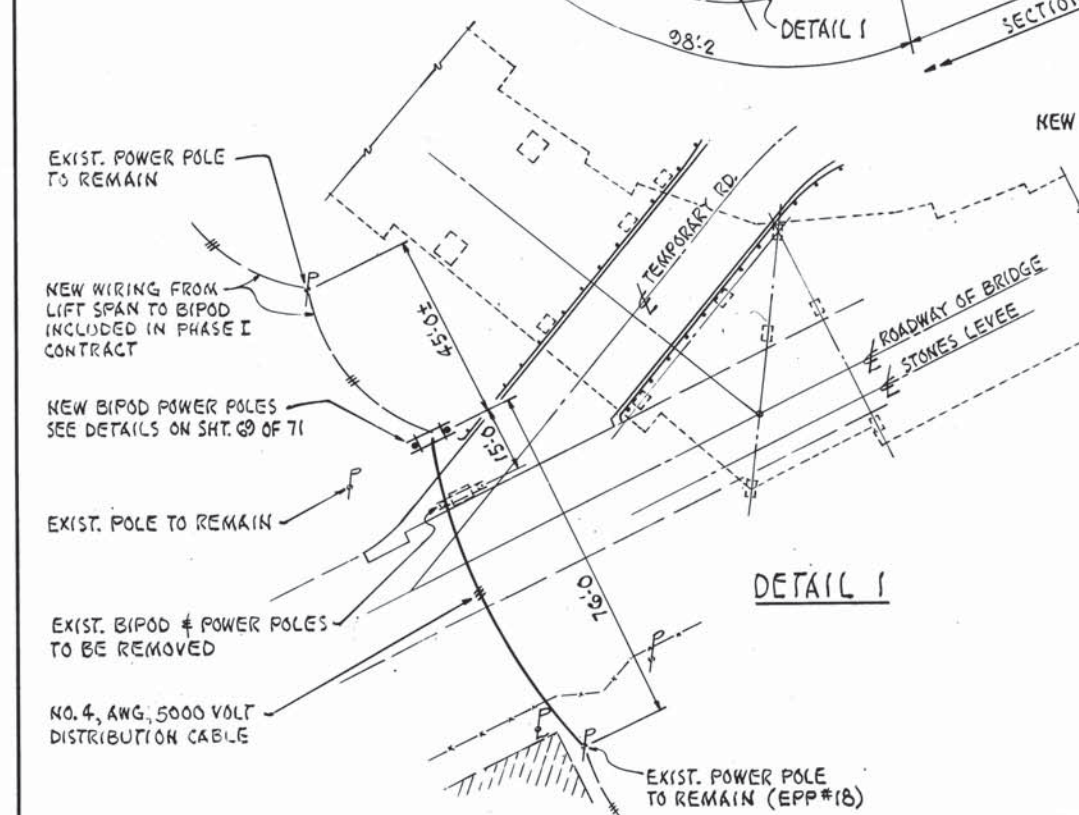 DETAIL 1
98'-2
SECTION
NEW
EXIST. POWER POLE
TO REMAIN
TEMPORARY RD.
NEW WIRING FROM
LIFT SPAN TO BIPOD
INCLUDED IN PHASE I
CONTRACT
45'-0±
℄ ROADWAY OF BRIDGE
℄ STONES LEVEE
NEW BIPOD POWER POLES
SEE DETAILS ON SHT. 69 OF 71
15'-0
EXIST. POLE TO REMAIN
76'-0
DETAIL 1
EXIST. BIPOD & POWER POLES
TO BE REMOVED
NO. 4, AWG, 5000 VOLT
DISTRIBUTION CABLE
EXIST. POWER POLE
TO REMAIN (EPP#18)